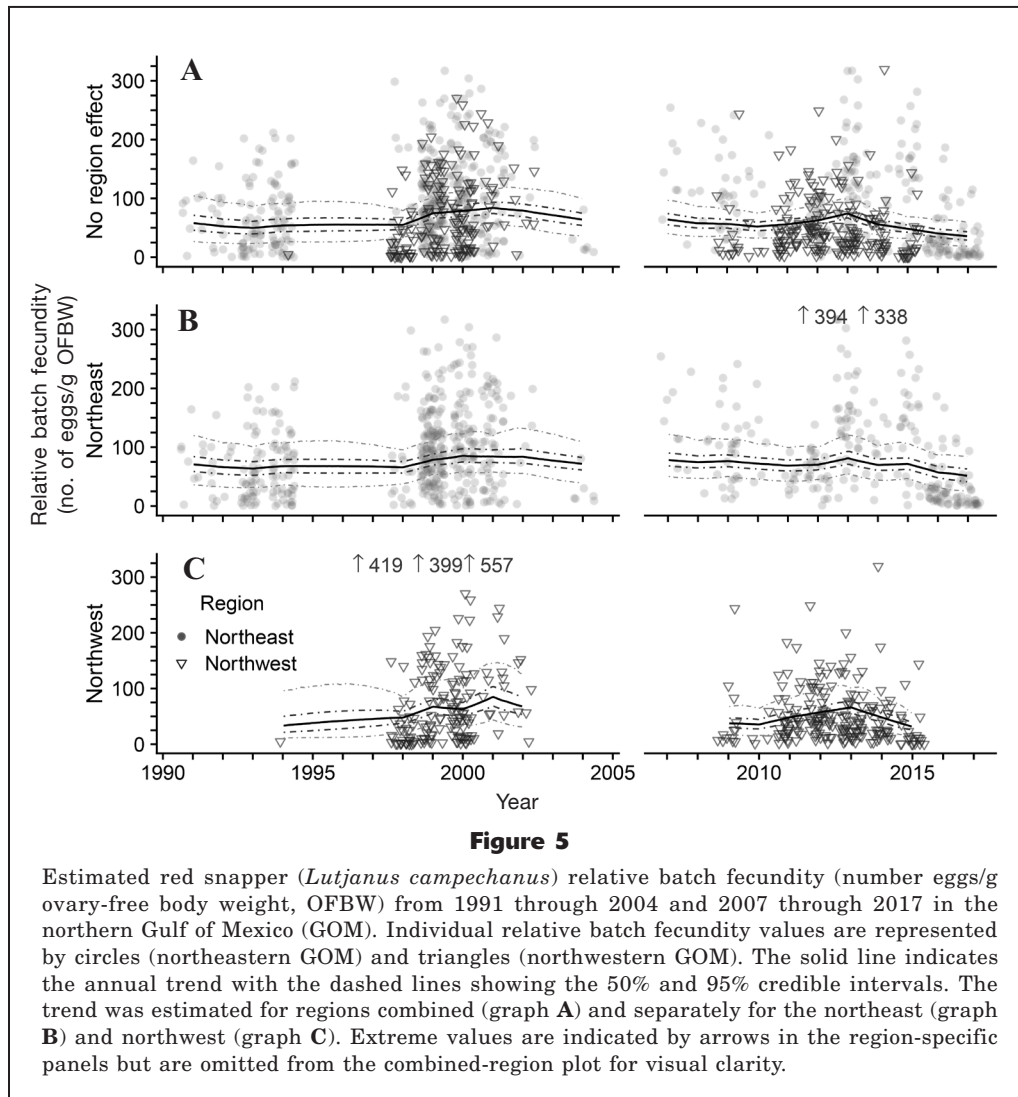 A
300
200
100
0
No region effect
B
↑ 394 ↑ 338
300
200
100
0
Relative batch fecundity
(no. of eggs/g OFBW)
Northeast
C
↑ 419 ↑ 399 ↑ 557
Region
Northeast
Northwest
300
200
100
0
Northwest
1990 1995 2000 2005 2010 2015
Year
Figure 5
Estimated red snapper (Lutjanus campechanus) relative batch fecundity (number eggs/g
ovary-free body weight, OFBW) from 1991 through 2004 and 2007 through 2017 in the
northern Gulf of Mexico (GOM). Individual relative batch fecundity values are represented
by circles (northeastern GOM) and triangles (northwestern GOM). The solid line indicates
the annual trend with the dashed lines showing the 50% and 95% credible intervals. The
trend was estimated for regions combined (graph A) and separately for the northeast (graph
B) and northwest (graph C). Extreme values are indicated by arrows in the region-specific
panels but are omitted from the combined-region plot for visual clarity.